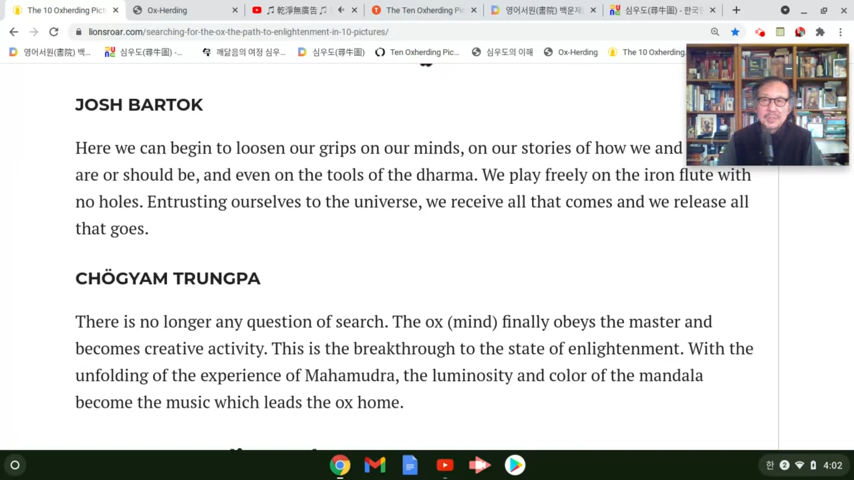 The 10 Oxherding Pict
Ox-Herding
乾淨無廣告
The Ten Oxherding Pic
영어서원(書院) 백문제
심우도(尋牛圖) - 한국민
lionsroar.com/searching-for-the-ox-the-path-to-enlightenment-in-10-pictures/
영어서원(書院) 백...
심우도(尋牛圖) -...
깨달음의 여정 심우...
심우도(尋牛圖)
Ten Oxherding Pic...
심우도의 이해
Ox-Herding
The 10 Oxherding...
JOSH BARTOK
Here we can begin to loosen our grips on our minds, on our stories of how we and
are or should be, and even on the tools of the dharma. We play freely on the iron flute with
no holes. Entrusting ourselves to the universe, we receive all that comes and we release all
that goes.
CHÖGYAM TRUNGPA
There is no longer any question of search. The ox (mind) finally obeys the master and
becomes creative activity. This is the breakthrough to the state of enlightenment. With the
unfolding of the experience of Mahamudra, the luminosity and color of the mandala
become the music which leads the ox home.
한 2 4:02